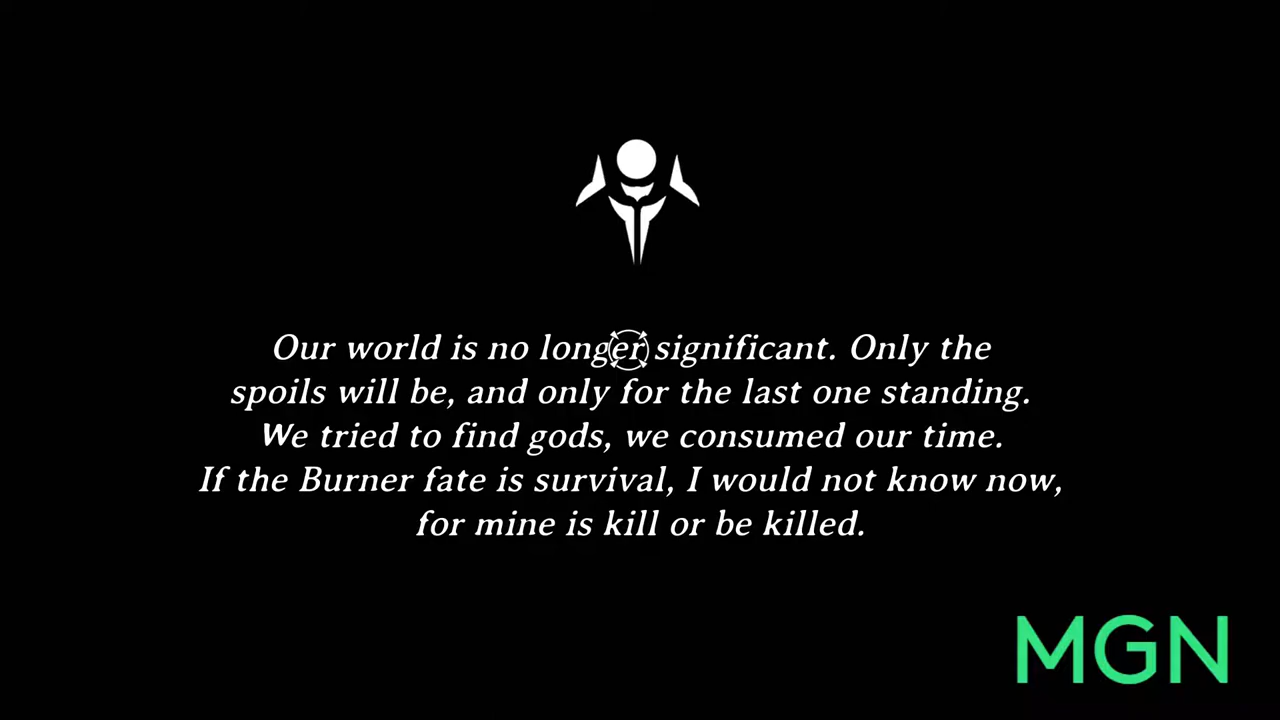 Our world is no longer significant. Only the
spoils will be, and only for the last one standing.
We tried to find gods, we consumed our time.
If the Burner fate is survival, I would not know now,
for mine is kill or be killed.
MGN